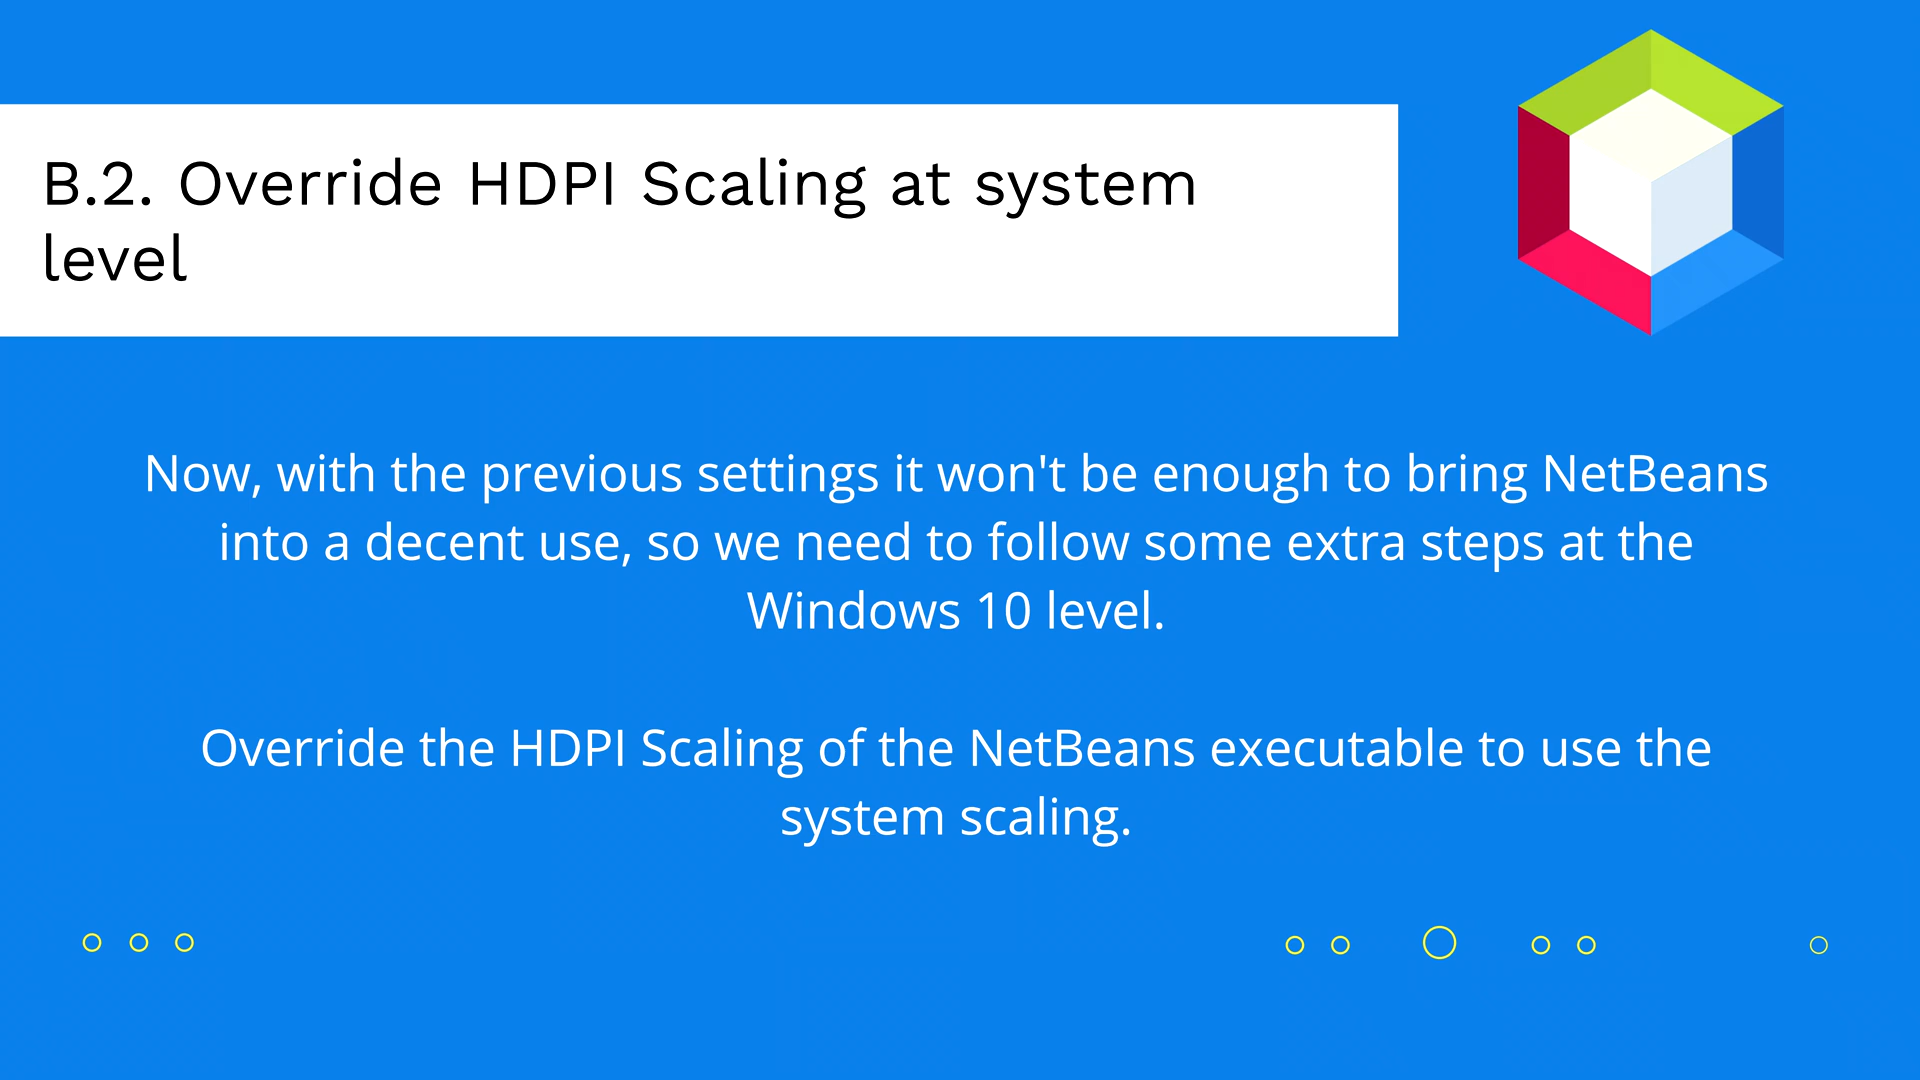 B.2. Override HDPI Scaling at system
level
Now, with the previous settings it won't be enough to bring NetBeans
into a decent use, so we need to follow some extra steps at the
Windows 10 level.
Override the HDPI Scaling of the NetBeans executable to use the
system scaling.